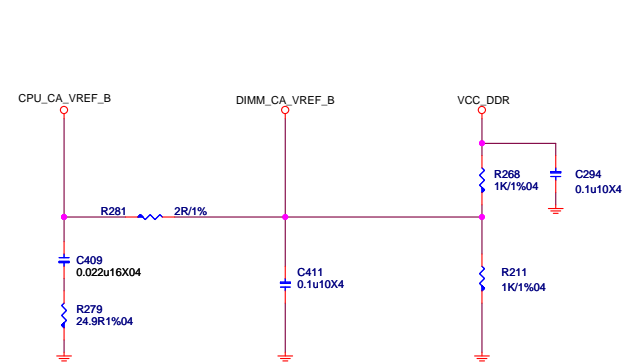 CPU_CA_VREF_B
DIMM_CA_VREF_B
VCC_DDR
R268
1K/1%04
C294
0.1u10X4
R281
2R/1%
C409
0.022u16X04
C411
0.1u10X4
R211
1K/1%04
R279
24.9R1%04